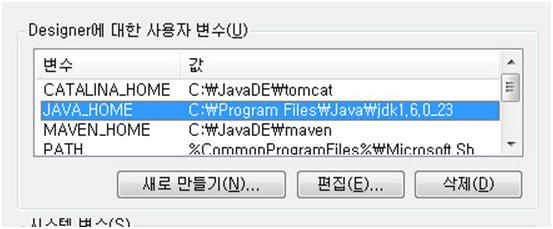 Designer에 대한 사용자 변수(U)
변수 값
CATALINA_HOME C:₩JavaDE₩tomcat
JAVA_HOME C:₩Program Files₩Java₩jdk1.6.0_23
MAVEN_HOME C:₩JavaDE₩maven
PATH %CommonProgramFiles%₩Microsoft Sh
새로 만들기(N)... 편집(E)... 삭제(D)
시스템 변수(S)